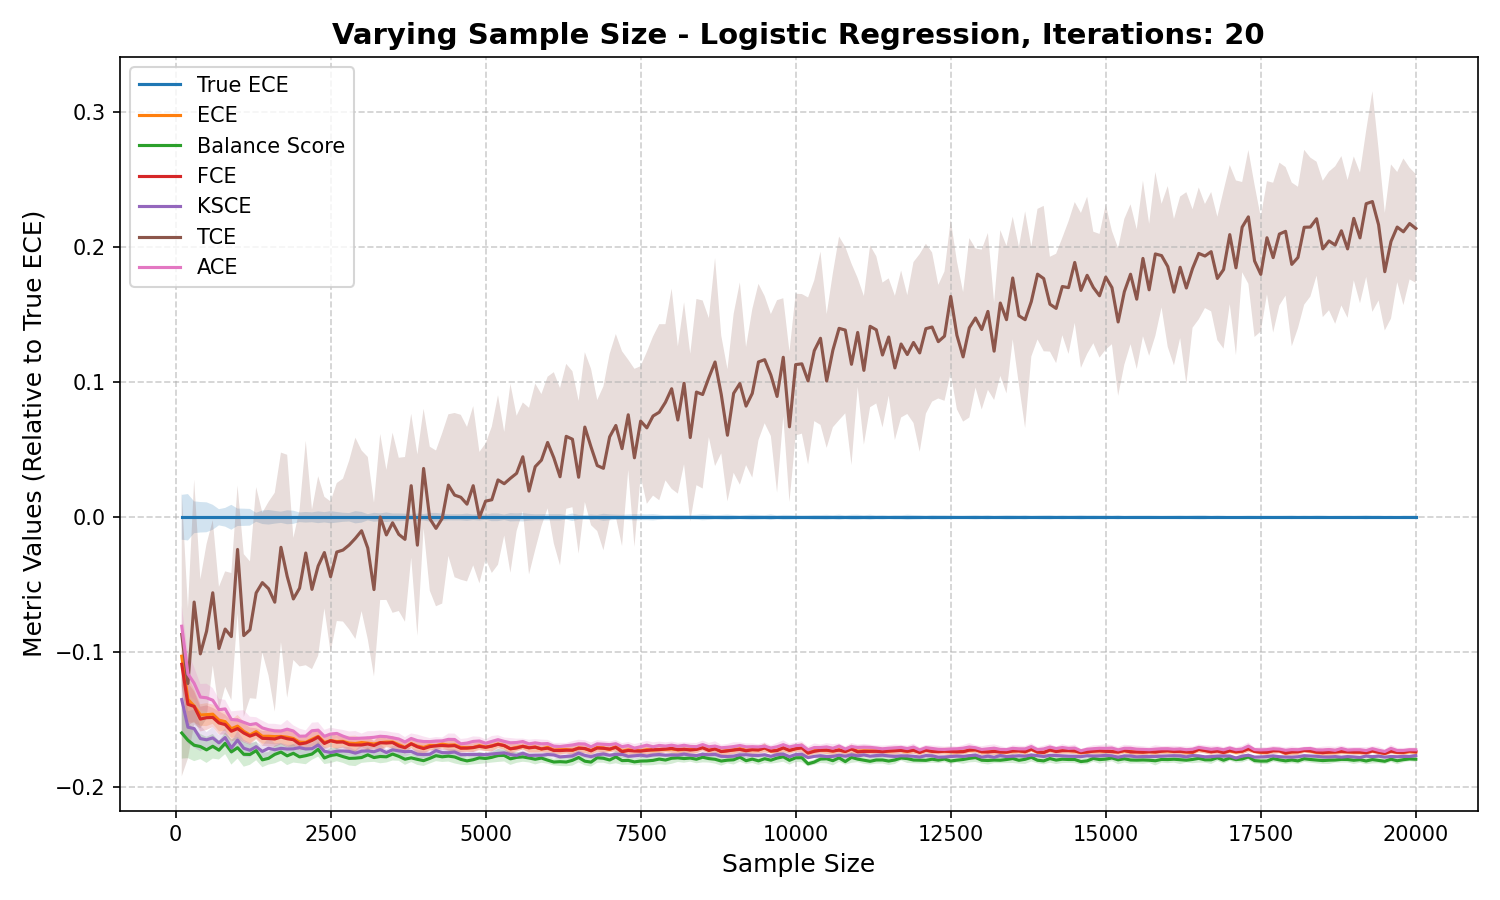 Varying Sample Size - Logistic Regression, Iterations: 20
True ECE
ECE
Balance Score
FCE
KSCE
TCE
ACE
Metric Values (Relative to True ECE)
0.3
0.2
0.1
0.0
−0.1
−0.2
0 2500 5000 7500 10000 12500 15000 17500 20000
Sample Size